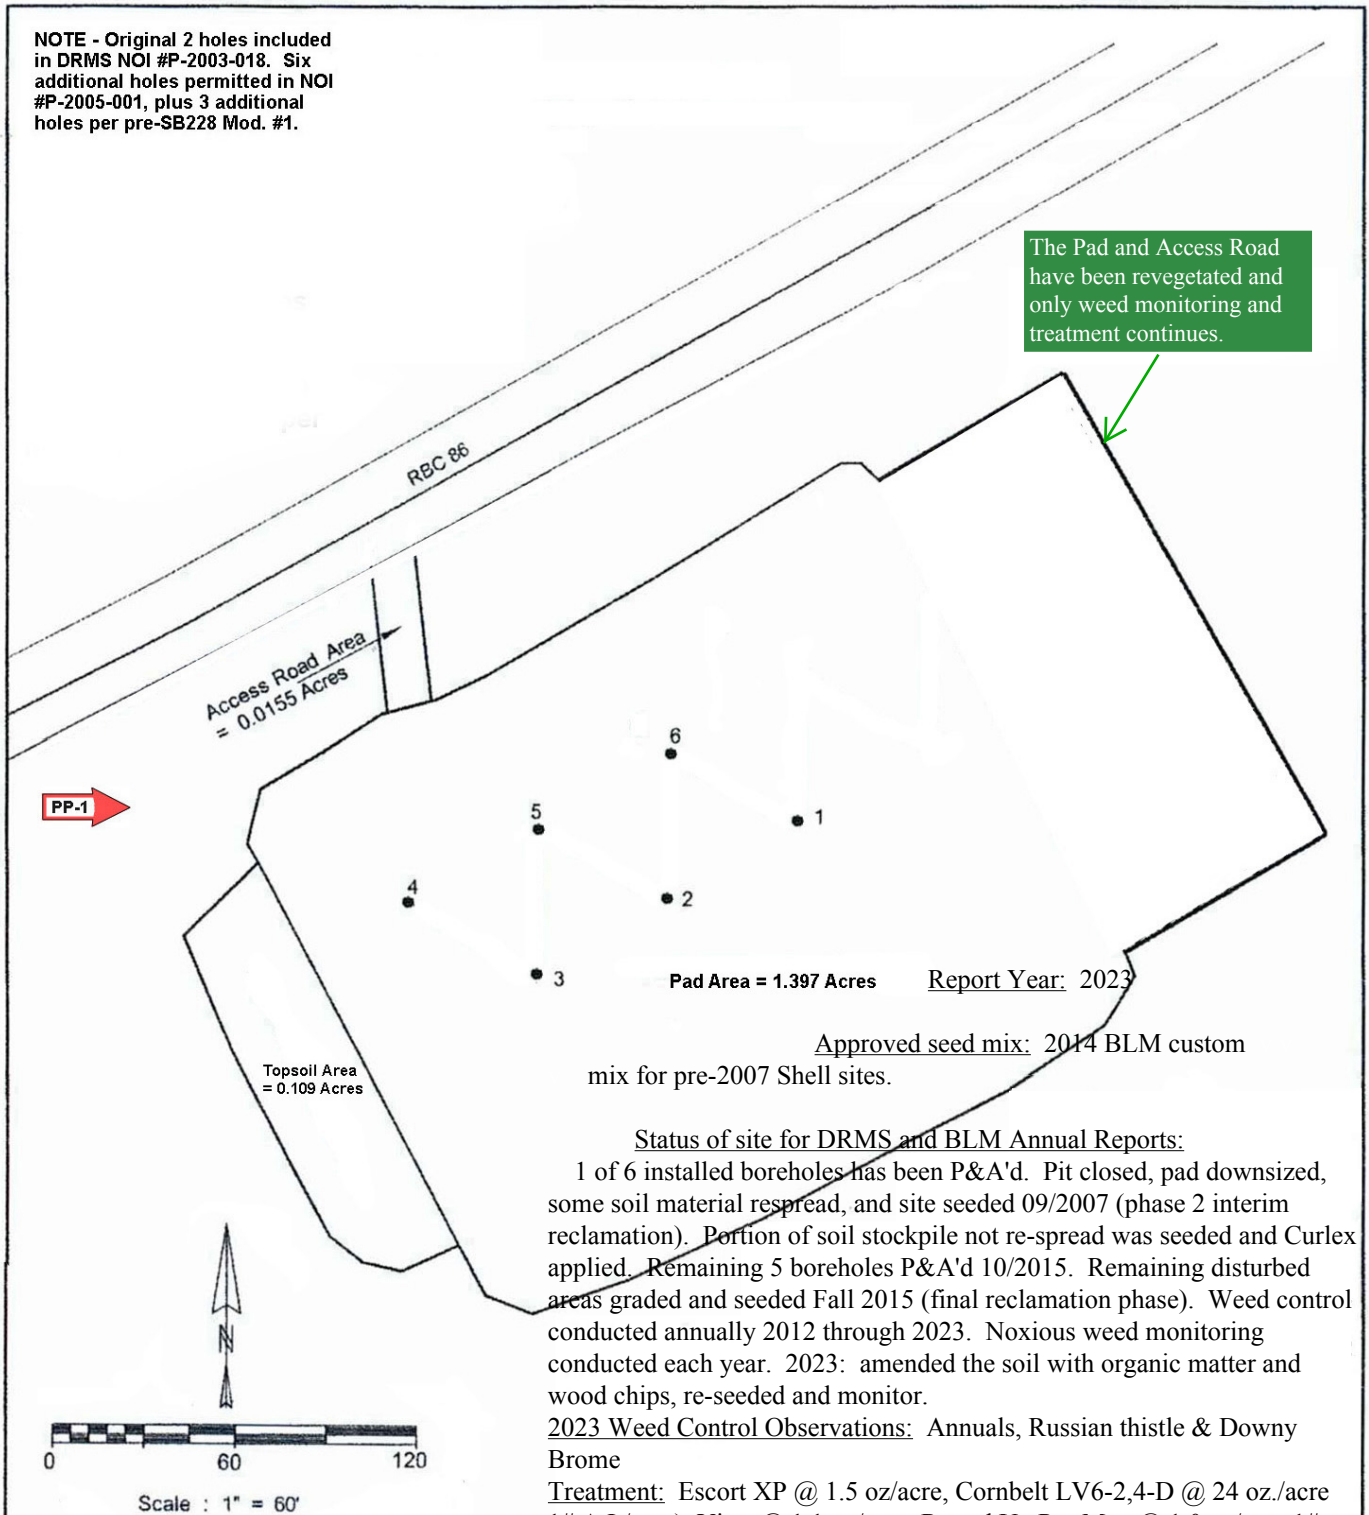 NOTE - Original 2 holes included
in DRMS NOI #P-2003-018. Six
additional holes permitted in NOI
#P-2005-001, plus 3 additional
holes per pre-SB228 Mod. #1.
The Pad and Access Road
have been revegetated and
only weed monitoring and
treatment continues.
RBC 86
Access Road Area
= 0.0155 Acres
PP-1
6
5
1
4
2
3
Pad Area = 1.397 Acres
Report Year: 2023
Approved seed mix: 2014 BLM custom
mix for pre-2007 Shell sites.
Topsoil Area
= 0.109 Acres
Status of site for DRMS and BLM Annual Reports:
1 of 6 installed boreholes has been P&A'd. Pit closed, pad downsized,
some soil material respread, and site seeded 09/2007 (phase 2 interim
reclamation). Portion of soil stockpile not re-spread was seeded and Curlex
applied. Remaining 5 boreholes P&A'd 10/2015. Remaining disturbed
areas graded and seeded Fall 2015 (final reclamation phase). Weed control
conducted annually 2012 through 2023. Noxious weed monitoring
conducted each year. 2023: amended the soil with organic matter and
wood chips, re-seeded and monitor.
2023 Weed Control Observations: Annuals, Russian thistle & Downy
Brome
Treatment: Escort XP @ 1.5 oz/acre, Cornbelt LV6-2,4-D @ 24 oz./acre
N
0 60 120
Scale : 1" = 60'